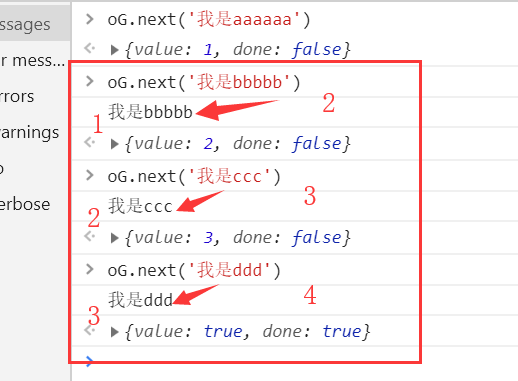 essages
r mess...
rrors
varnings
o
erbose
> oG.next('我是aaaaaa')
{value: 1, done: false}
> oG.next('我是bbbbb')
2
我是bbbbb
1
{value: 2, done: false}
> oG.next('我是ccc')
3
我是ccc
2
{value: 3, done: false}
> oG.next('我是ddd')
我是ddd
4
3
{value: true, done: true}
>